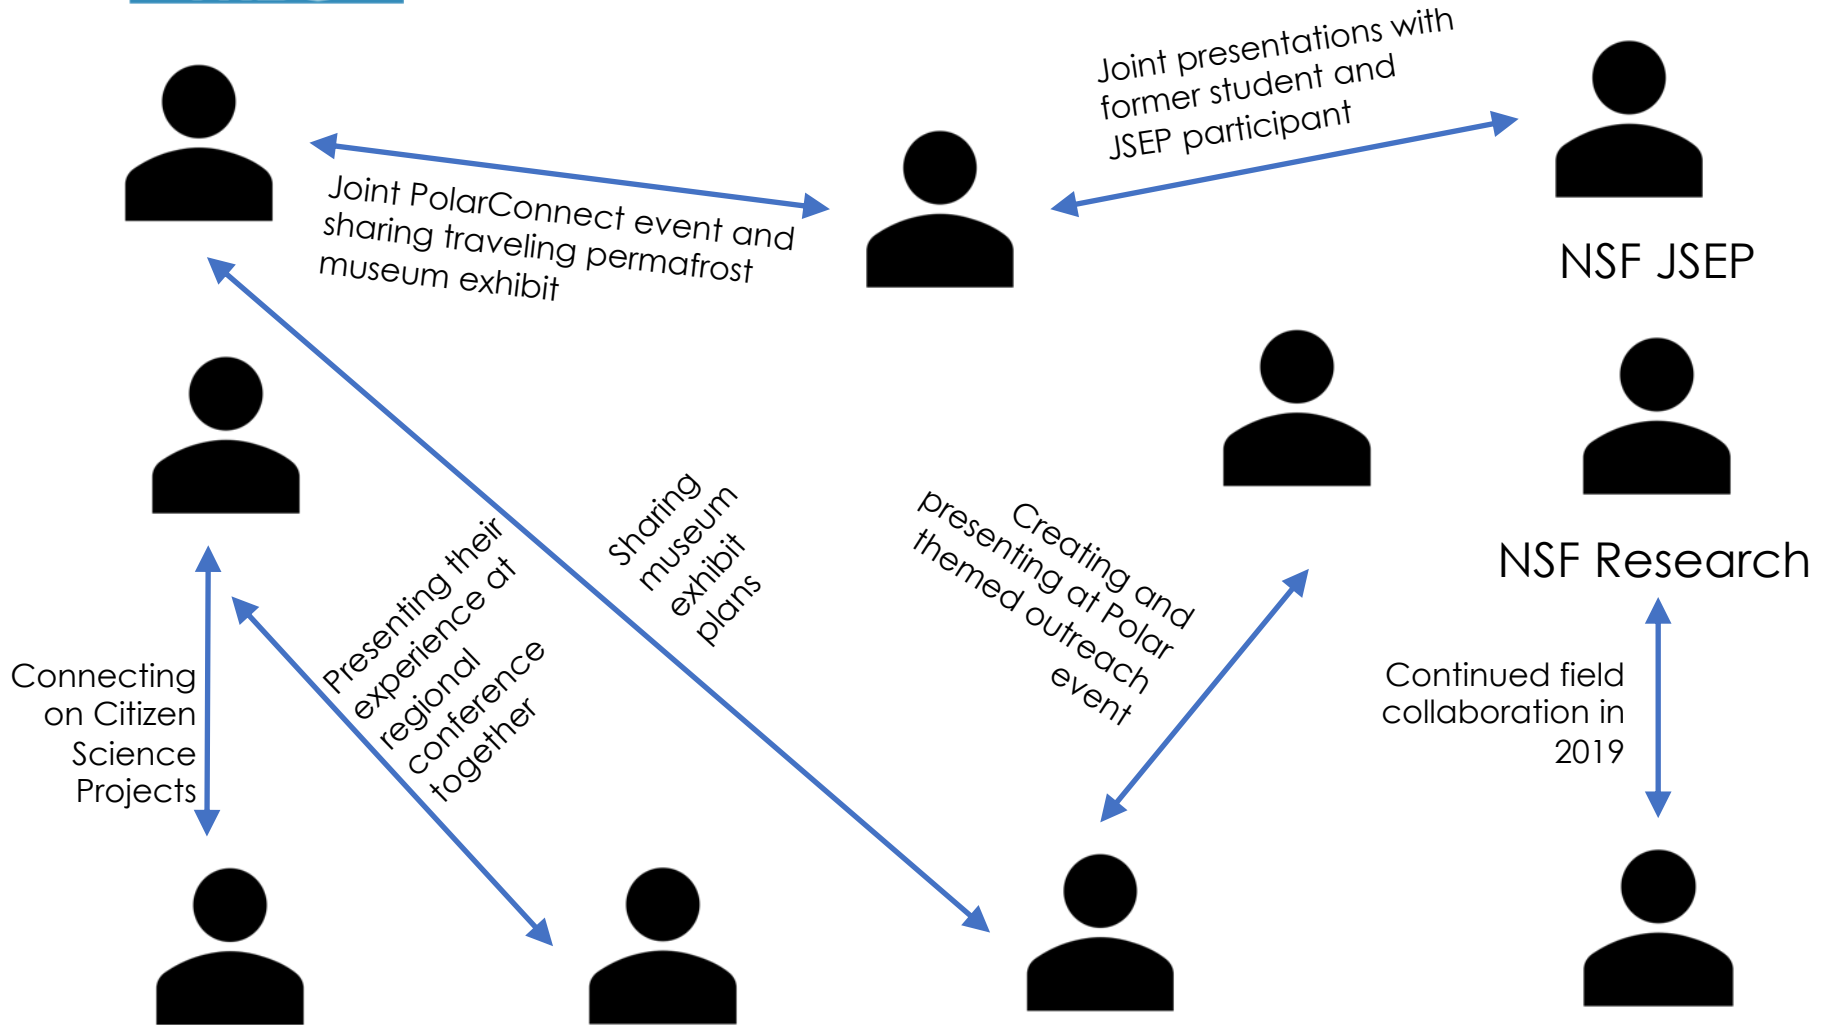 Joint presentations with
former student and
JSEP participant
Joint PolarConnect event and
sharing traveling permafrost
museum exhibit
NSF JSEP
Sharing
museum
exhibit
plans
Creating and
presenting at Polar
themed outreach
event
NSF Research
Presenting their
experience at
regional
conference
together
Connecting
on Citizen
Science
Projects
Continued field
collaboration in
2019